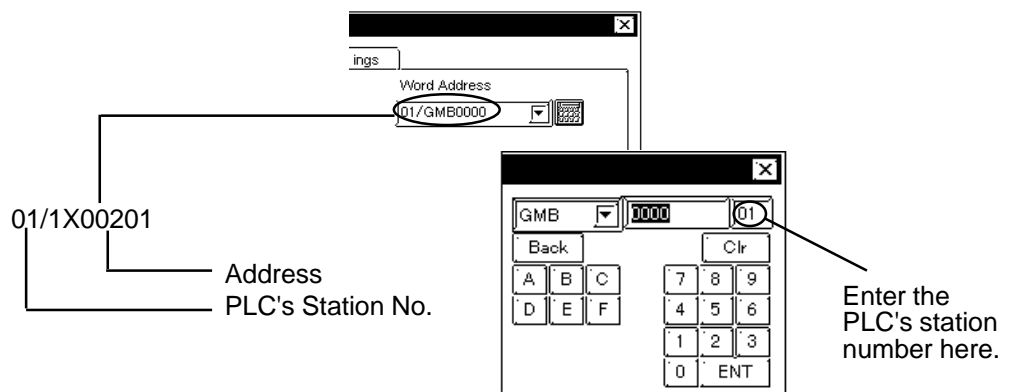 ings
Word Address
01/GMB0000
GMB 0000 01
Back Clr
A B C 7 8 9
D E F 4 5 6
1 2 3
0 ENT
01/1X00201
Address
PLC's Station No.
Enter the
PLC's station
number here.